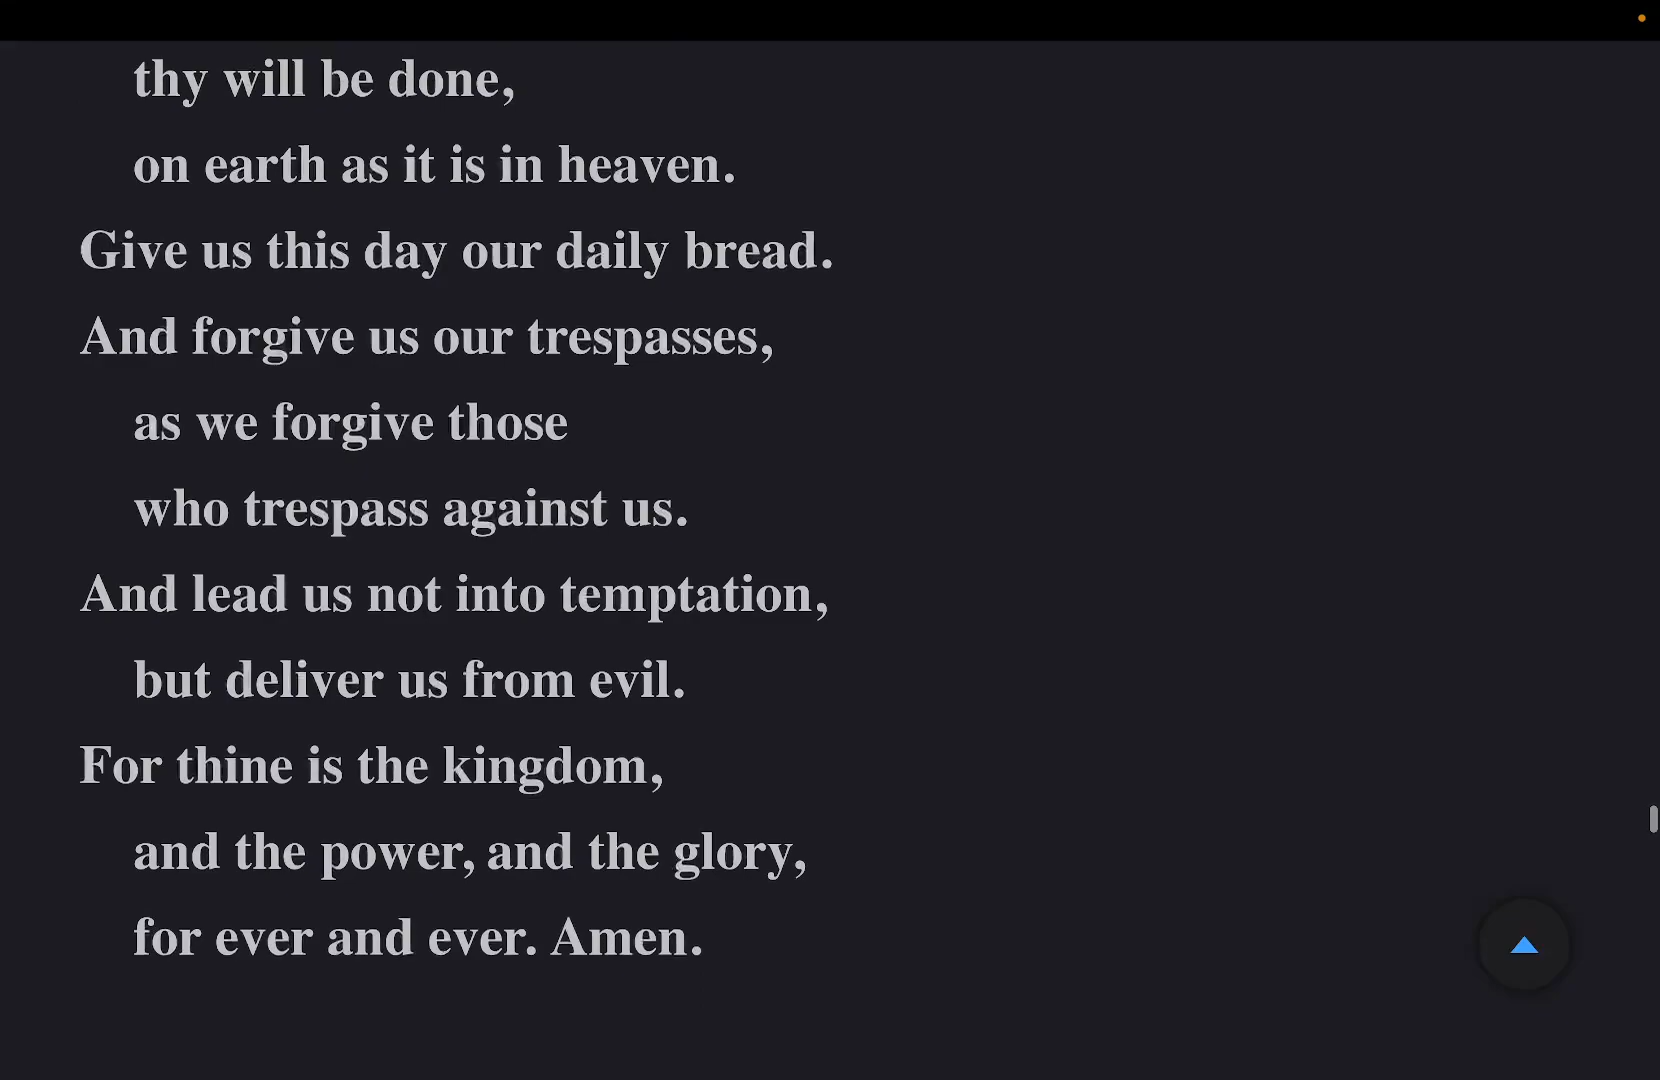 thy will be done,
on earth as it is in heaven.
Give us this day our daily bread.
And forgive us our trespasses,
as we forgive those
who trespass against us.
And lead us not into temptation,
but deliver us from evil.
For thine is the kingdom,
and the power, and the glory,
for ever and ever. Amen.